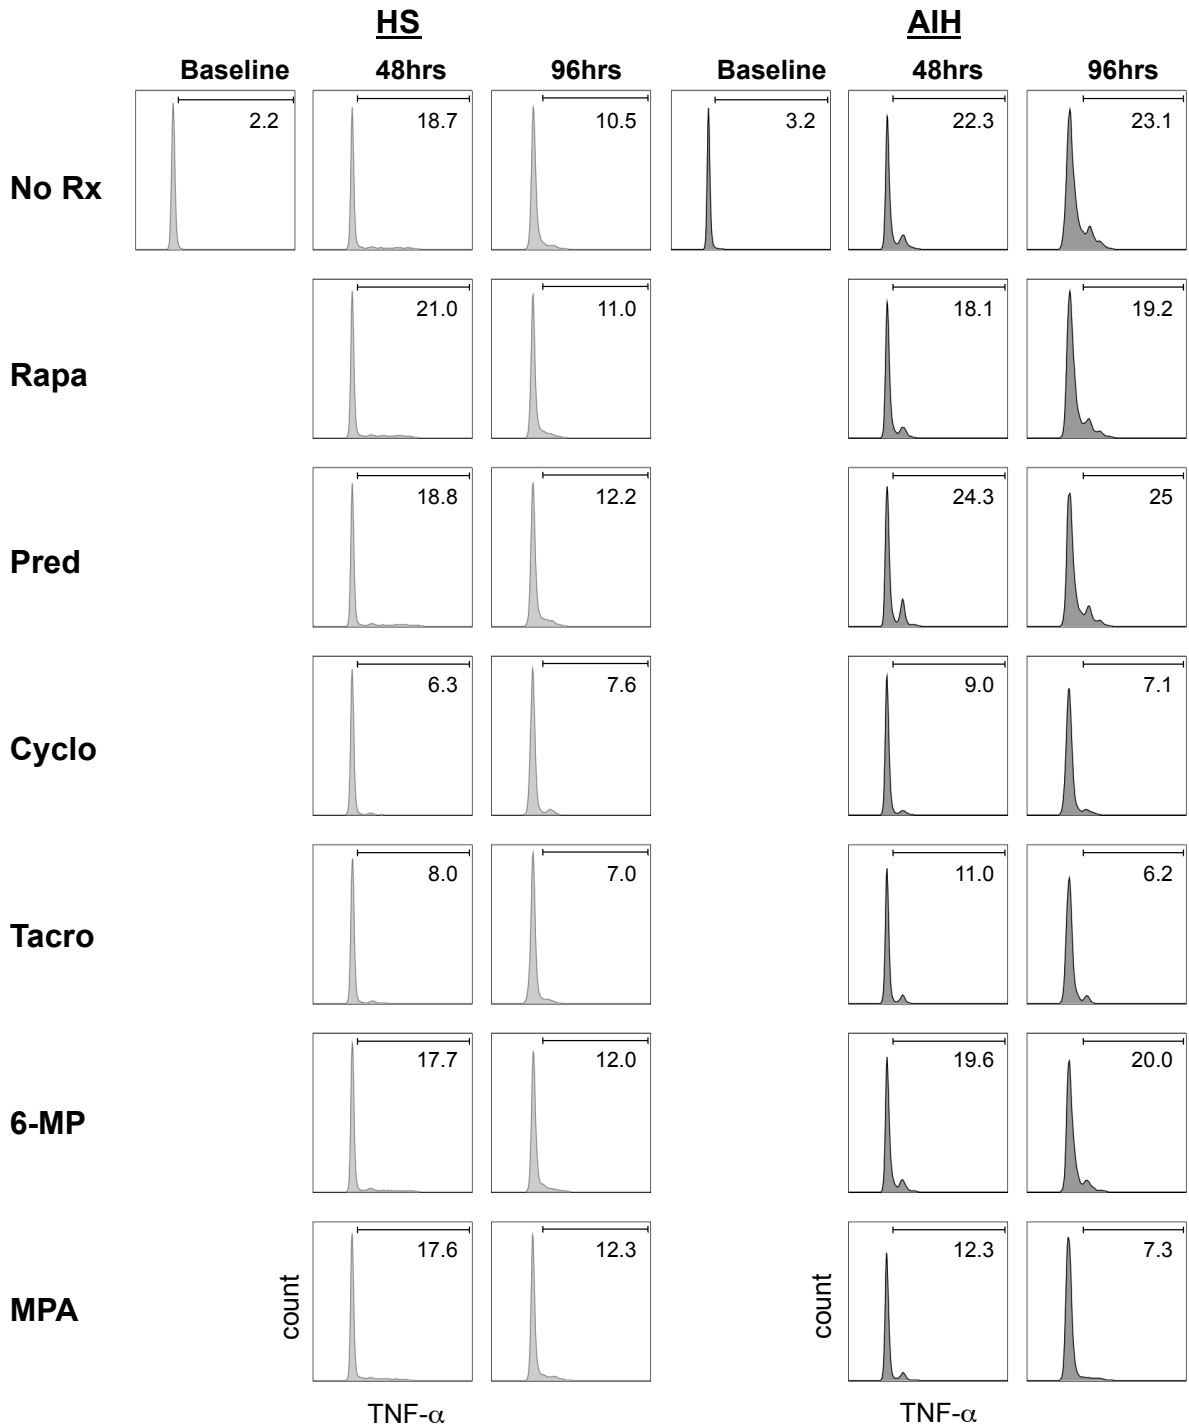 HS AIH
Baseline 48hrs 96hrs Baseline 48hrs 96hrs
No Rx 2.2 18.7 10.5 3.2 22.3 23.1
Rapa 21.0 11.0 18.1 19.2
Pred 18.8 12.2 24.3 25
Cyclo 6.3 7.6 9.0 7.1
Tacro 8.0 7.0 11.0 6.2
6-MP 17.7 12.0 19.6 20.0
MPA count 17.6 12.3 count 12.3 7.3
TNF-α TNF-α